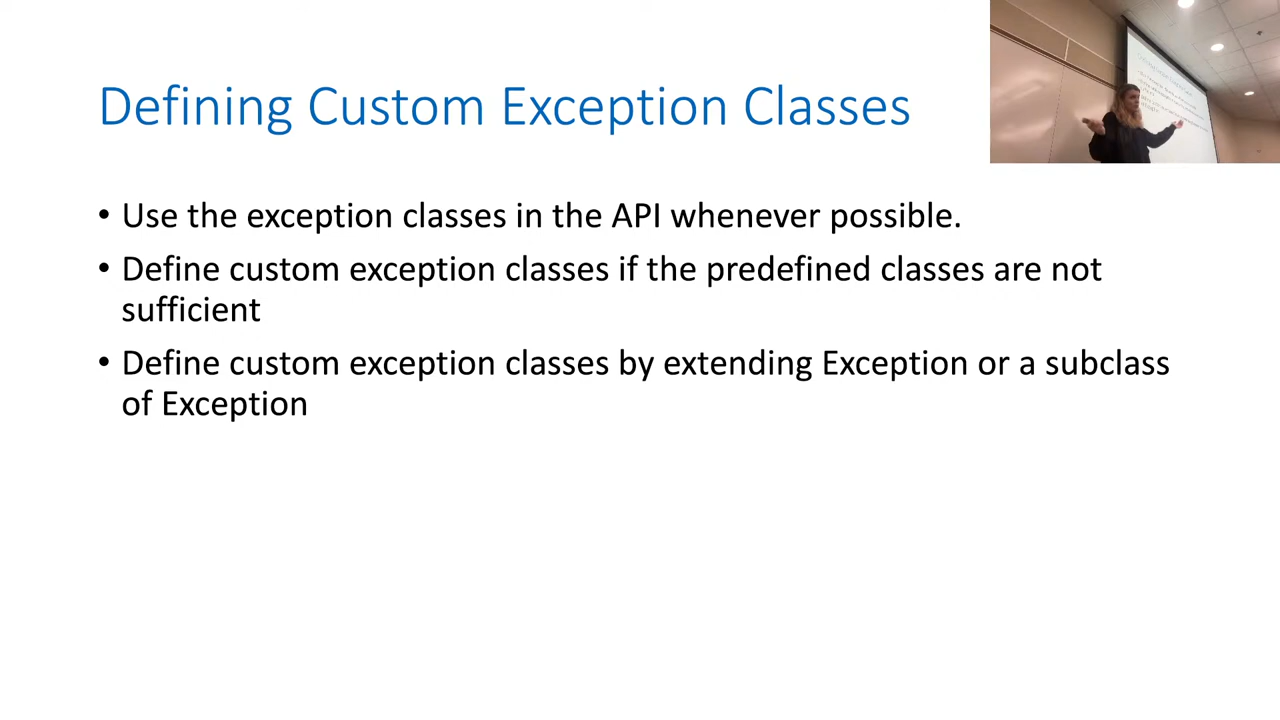 Defining Custom Exception Classes
• Use the exception classes in the API whenever possible.
• Define custom exception classes if the predefined classes are not
sufficient
• Define custom exception classes by extending Exception or a subclass
of Exception